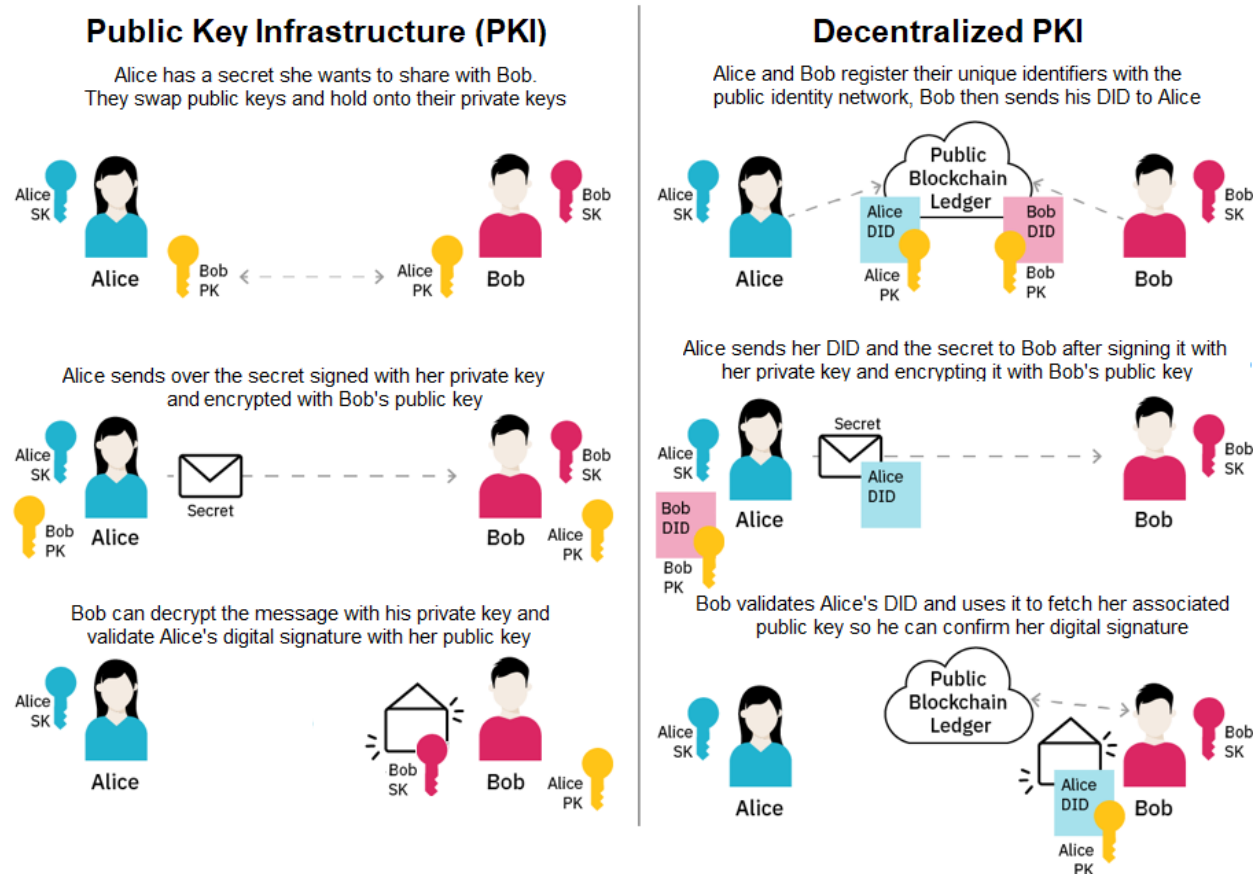 Public Key Infrastructure (PKI)
Alice has a secret she wants to share with Bob.
They swap public keys and hold onto their private keys
Alice
SK
Alice
Bob
PK
Alice
PK
Bob
Bob
SK
Alice sends over the secret signed with her private key
and encrypted with Bob's public key
Alice
SK
Bob
PK
Alice
Secret
Bob
Bob
SK
Alice
PK
Bob can decrypt the message with his private key and
validate Alice's digital signature with her public key
Alice
SK
Alice
Bob
SK
Bob
Alice
PK
Decentralized PKI
Alice and Bob register their unique identifiers with the
public identity network, Bob then sends his DID to Alice
Alice
SK
Alice
Public
Blockchain
Ledger
Alice
DID
Alice
PK
Bob
DID
Bob
PK
Bob
Bob
SK
Alice sends her DID and the secret to Bob after signing it with
her private key and encrypting it with Bob's public key
Alice
SK
Bob
DID
Bob
PK
Alice
Secret
Alice
DID
Bob
Bob
SK
Bob validates Alice's DID and uses it to fetch her associated
public key so he can confirm her digital signature
Alice
SK
Alice
Public
Blockchain
Ledger
Alice
DID
Alice
PK
Bob
Bob
SK